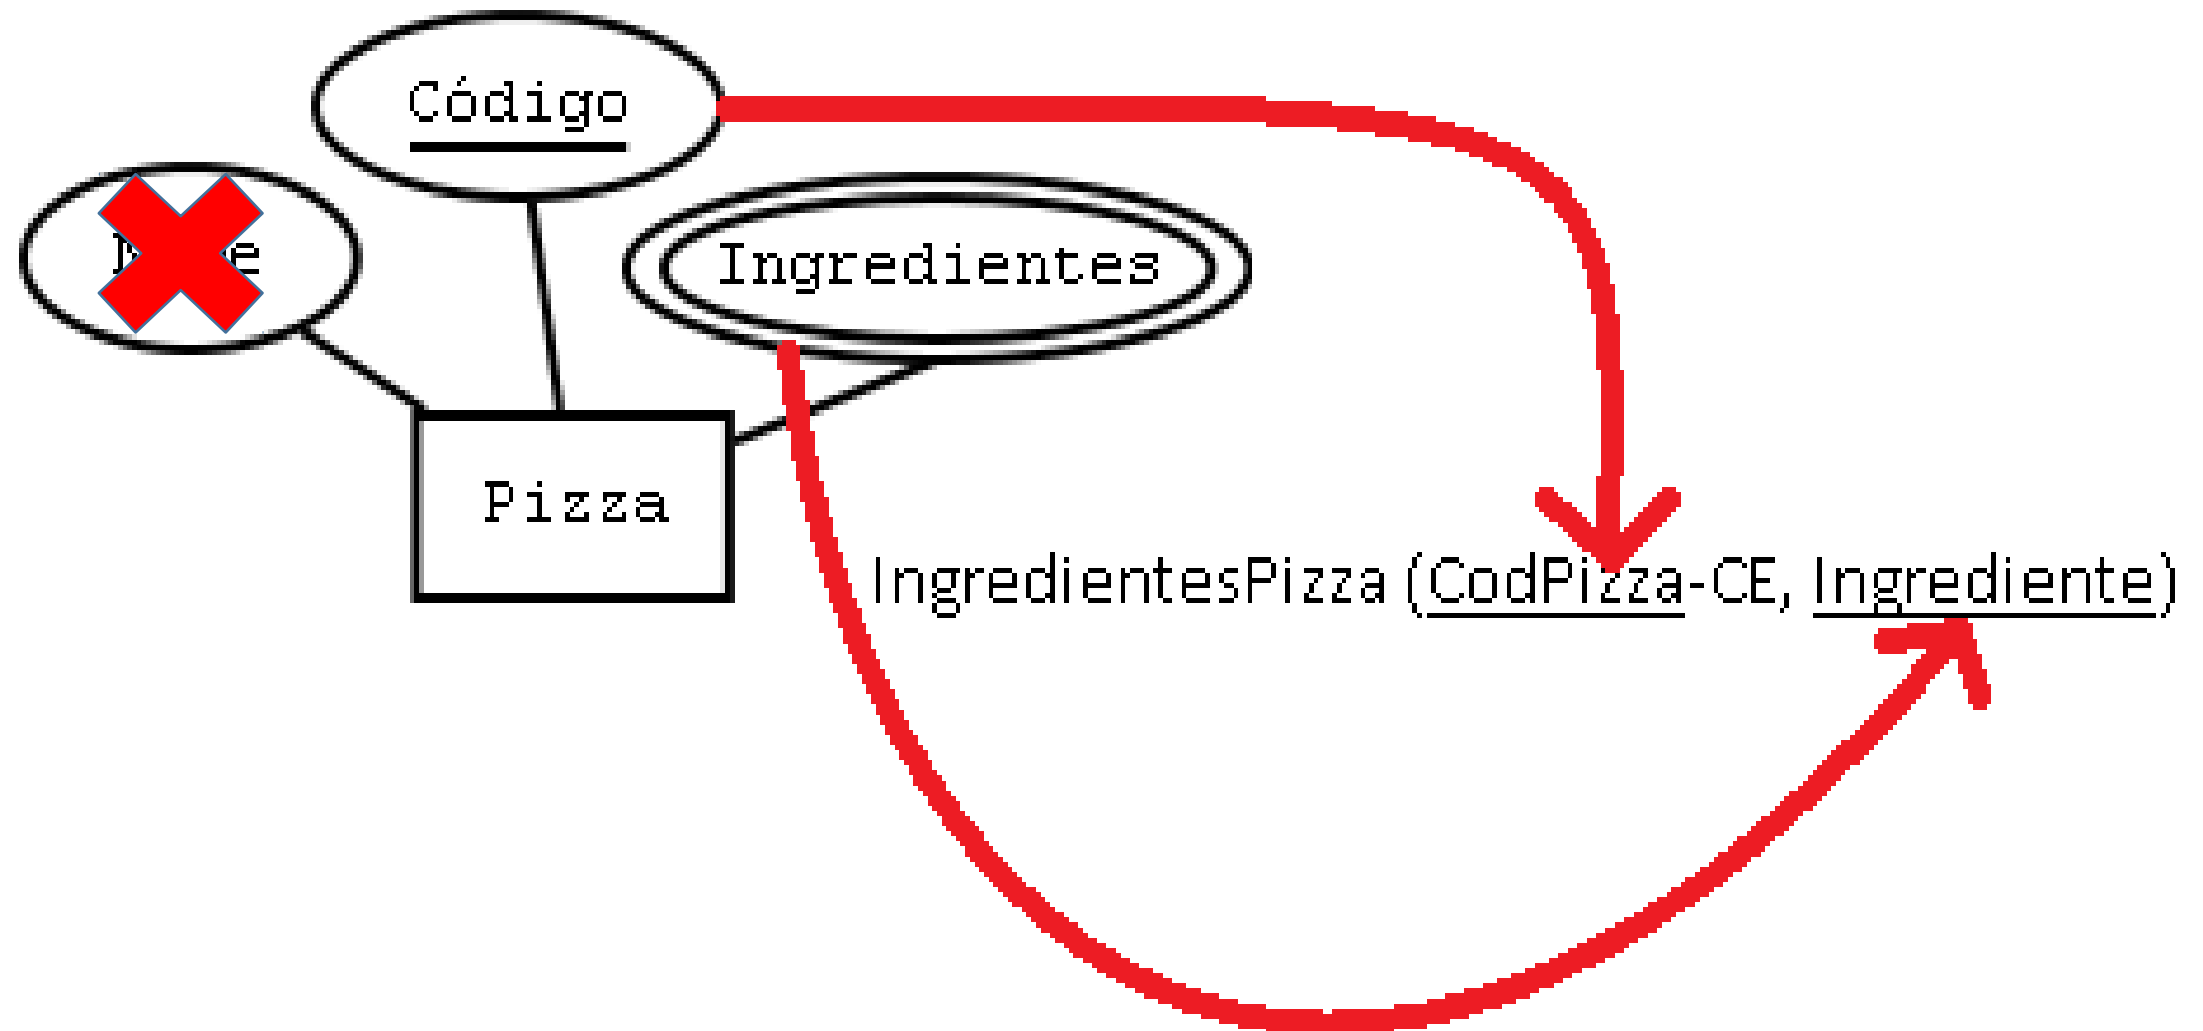 Código
Ingredientes
Pizza
IngredientesPizza (CodPizza-CE, Ingrediente)